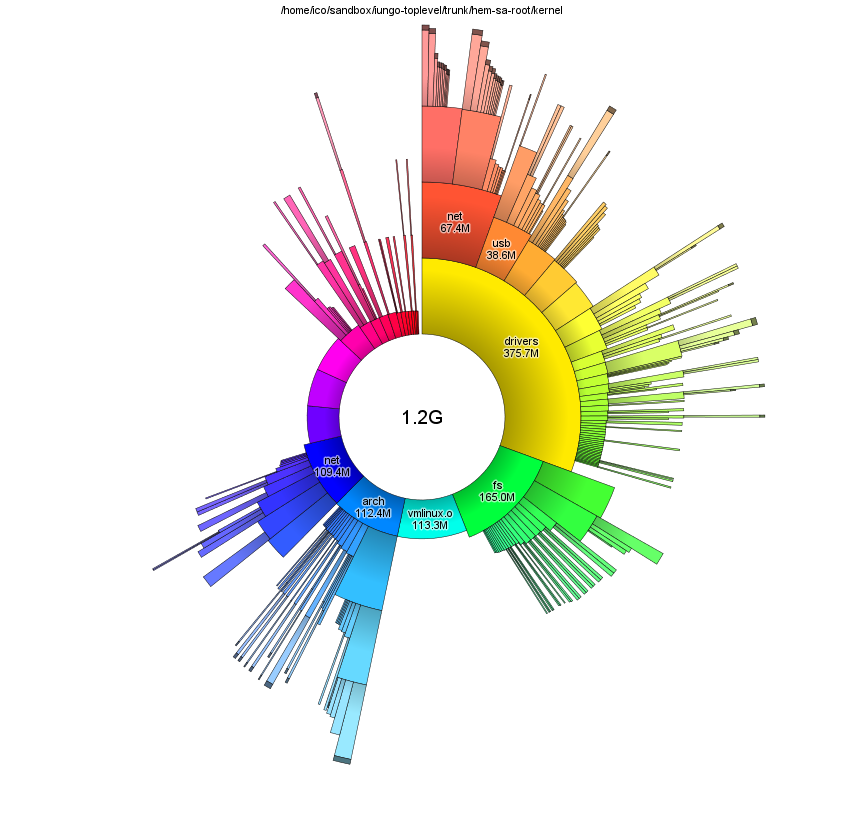 /home/ico/sandbox/iungo-toplevel/trunk/hem-sa-root/kernel
net
67.4M
usb
38.6M
drivers
375.7M
1.2G
net
109.4M
fs
165.0M
arch
112.4M
vmlinux.o
113.3M